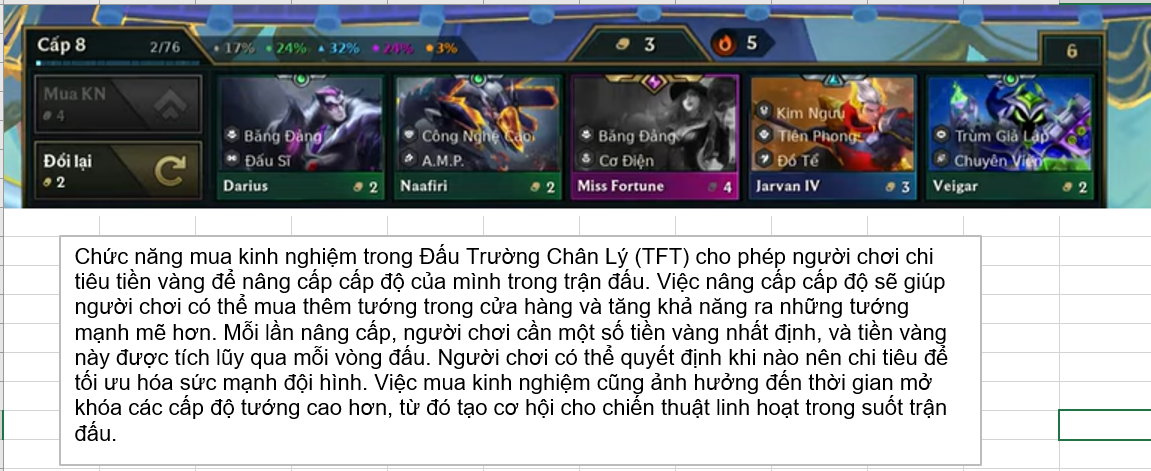 Cấp 8 2/76 17% 24% 32% 24% 3% 3 5 6
Mua KN
4
Đổi lại
2
Băng Đảng
Đấu Sĩ
Darius 2
Công Nghệ Cao
A.M.P.
Naafiri 2
Băng Đảng
Cơ Điện
Miss Fortune 4
Kim Ngưu
Tiên Phong
Đồ Tể
Jarvan IV 3
Trùm Giả Lập
Chuyên Viên
Veigar 2
Chức năng mua kinh nghiệm trong Đấu Trường Chân Lý (TFT) cho phép người chơi chi
tiêu tiền vàng để nâng cấp cấp độ của mình trong trận đấu. Việc nâng cấp cấp độ sẽ giúp
người chơi có thể mua thêm tướng trong cửa hàng và tăng khả năng ra những tướng
mạnh mẽ hơn. Mỗi lần nâng cấp, người chơi cần một số tiền vàng nhất định, và tiền vàng
này được tích lũy qua mỗi vòng đấu. Người chơi có thể quyết định khi nào nên chi tiêu để
tối ưu hóa sức mạnh đội hình. Việc mua kinh nghiệm cũng ảnh hưởng đến thời gian mở
khóa các cấp độ tướng cao hơn, từ đó tạo cơ hội cho chiến thuật linh hoạt trong suốt trận
đấu.